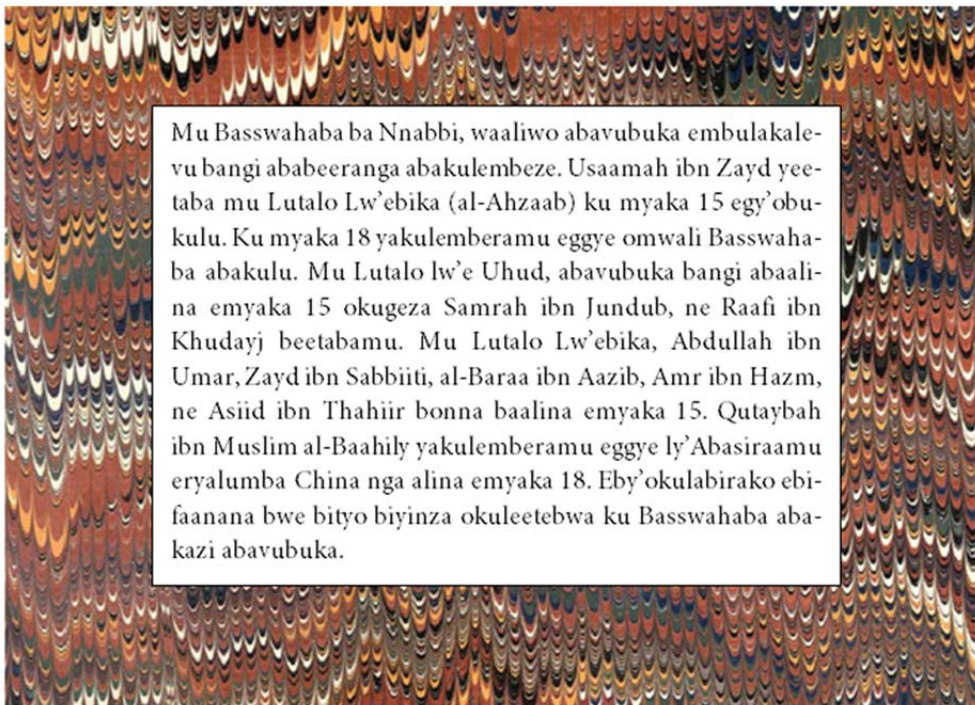 Mu Basswahaba ba Nnabbi, waaliwo abavubuka embulakale-
vu bangi ababeeranga abakulembeze. Usaamah ibn Zayd yee-
taba mu Lutalo Lw’ebika (al-Ahzaab) ku myaka 15 egy’obu-
kulu. Ku myaka 18 yakulemberamu eggye omwali Basswaha-
ba abakulu. Mu Lutalo lw’e Uhud, abavubuka bangi abaali-
na emyaka 15 okugeza Samrah ibn Jundub, ne Raafi ibn
Khudayj beetabamu. Mu Lutalo Lw’ebika, Abdullah ibn
Umar, Zayd ibn Sabbiiti, al-Baraa ibn Aazib, Amr ibn Hazm,
ne Asiid ibn Thahiir bonna baalina emyaka 15. Qutaybah
ibn Muslim al-Baahily yakulemberamu eggye ly’Abasiraamu
eryalumba China nga alina emyaka 18. Eby’okulabirako ebi-
faanana bwe bityo biyinza okuleetebwa ku Basswahaba aba-
kazi abavubuka.